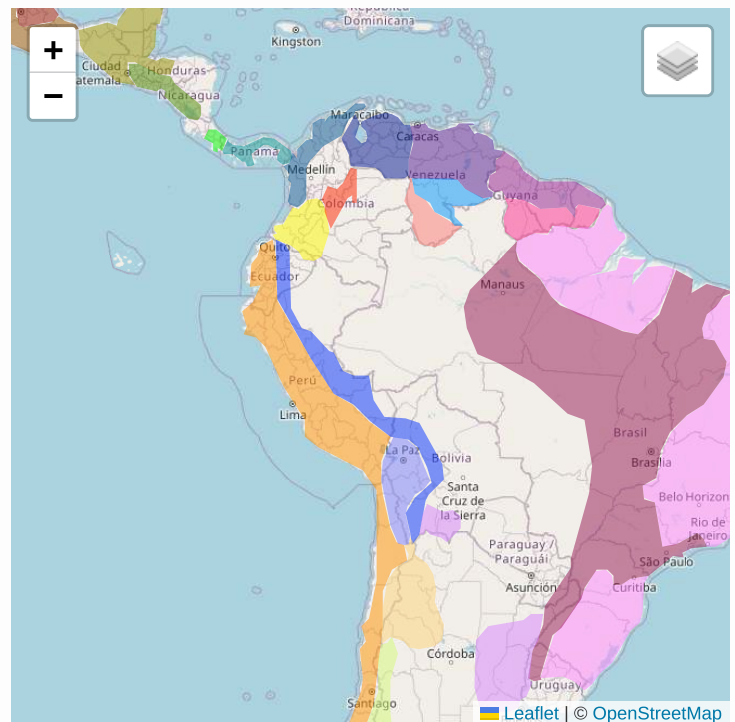 República
Dominicana
+
Kingston
Ciudad
atemala
Honduras
−
Nicaragua
Maracaibo
Caracas
Panamá
Medellín
Venezuela
Colombia
Guyana
Quito
Ecuador
Manaus
Perú
Lima
Brasil
La Paz
Bolivia
Brasília
Santa
Cruz de
la Sierra
Belo Horizon
Rio de
Janeiro
Paraguay /
Paraguái
São Paulo
Asunción
Curitiba
Córdoba
Uruguay
Santiago
Leaflet | © OpenStreetMap